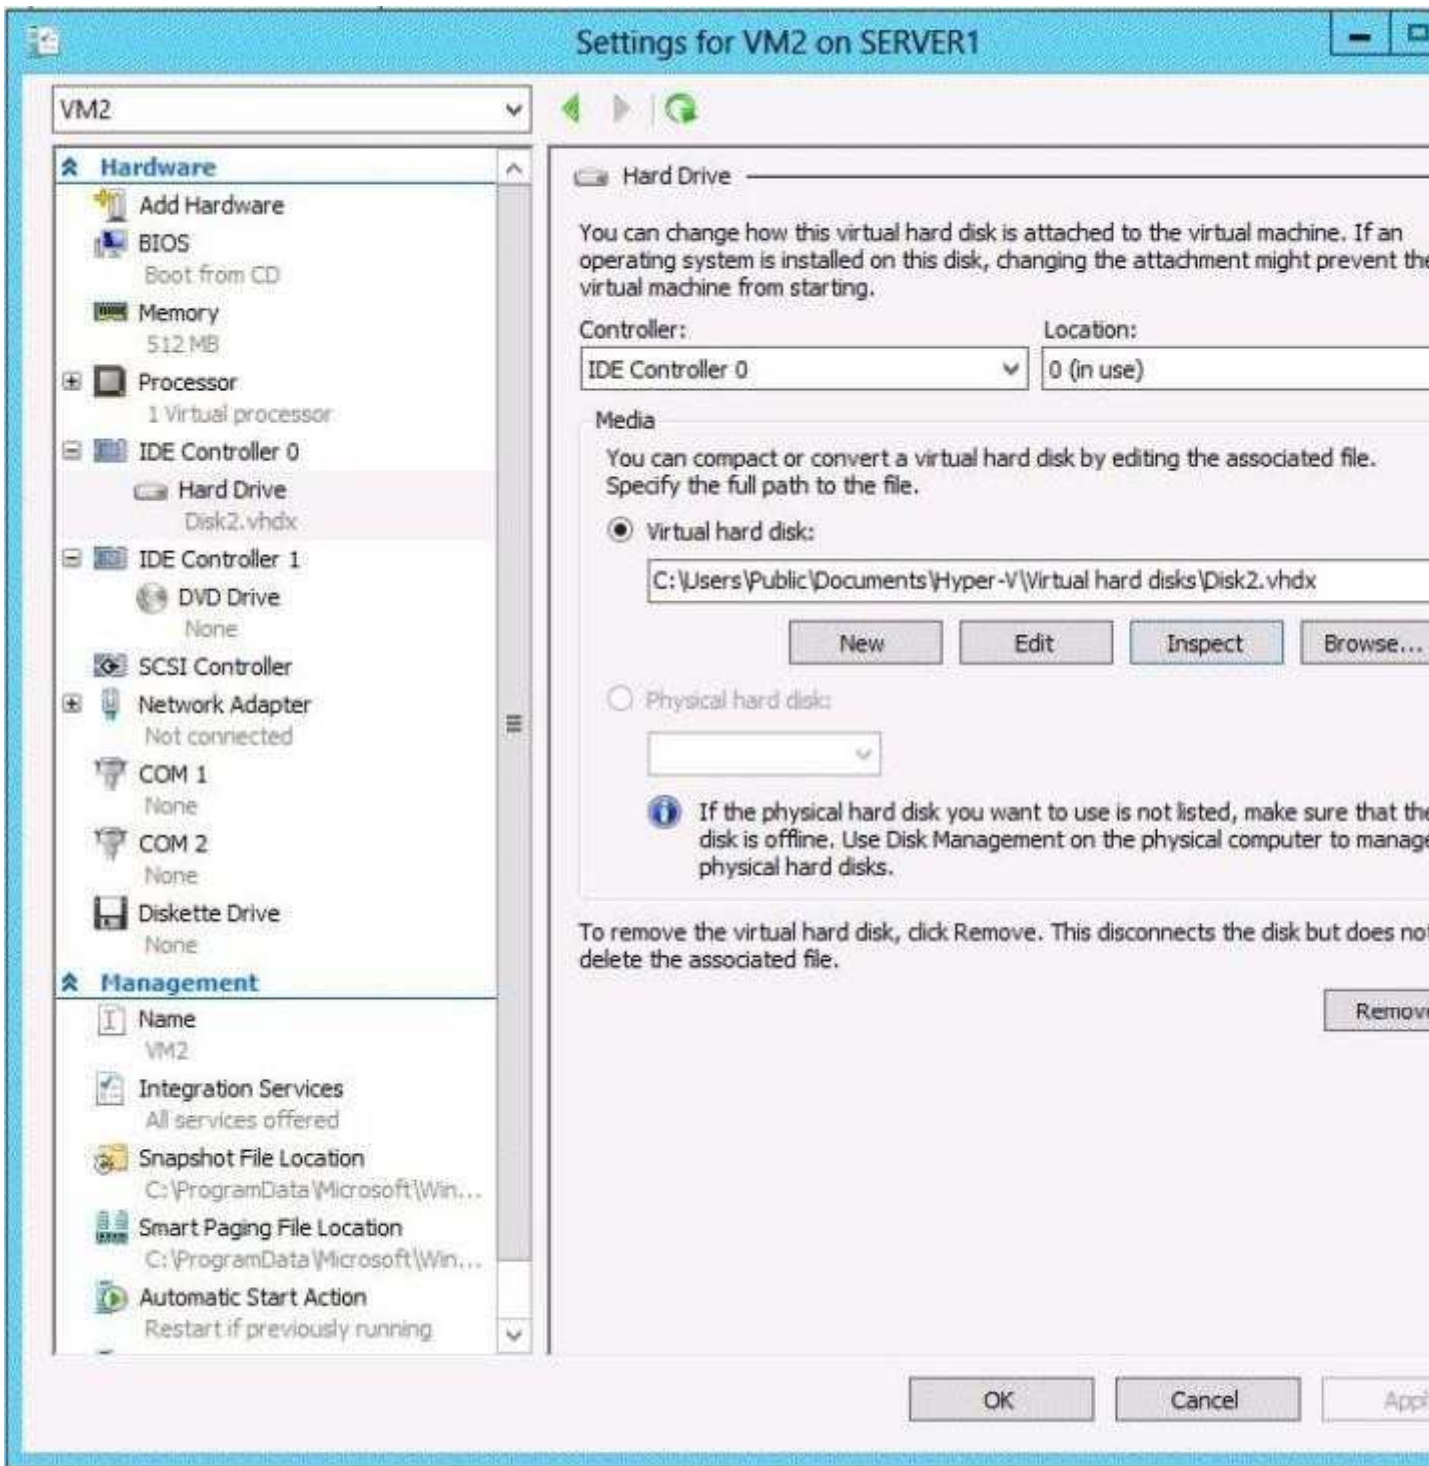 Settings for VM2 on SERVER1
VM2
Hardware
Add Hardware
BIOS
Boot from CD
Memory
512 MB
Processor
1 Virtual processor
IDE Controller 0
Hard Drive
Disk2.vhdx
IDE Controller 1
DVD Drive
None
SCSI Controller
Network Adapter
Not connected
COM 1
None
COM 2
None
Diskette Drive
None
Management
Name
VM2
Integration Services
All services offered
Snapshot File Location
C:\ProgramData\Microsoft\Win...
Smart Paging File Location
C:\ProgramData\Microsoft\Win...
Automatic Start Action
Restart if previously running
Hard Drive
You can change how this virtual hard disk is attached to the virtual machine. If an
operating system is installed on this disk, changing the attachment might prevent the
virtual machine from starting.
Controller: Location:
IDE Controller 0 0 (in use)
Media
You can compact or convert a virtual hard disk by editing the associated file.
Specify the full path to the file.
Virtual hard disk:
C:\Users\Public\Documents\Hyper-V\Virtual hard disks\Disk2.vhdx
New Edit Inspect Browse...
Physical hard disk:
If the physical hard disk you want to use is not listed, make sure that the
disk is offline. Use Disk Management on the physical computer to manage
physical hard disks.
To remove the virtual hard disk, click Remove. This disconnects the disk but does not
delete the associated file.
Remove
OK Cancel Appl